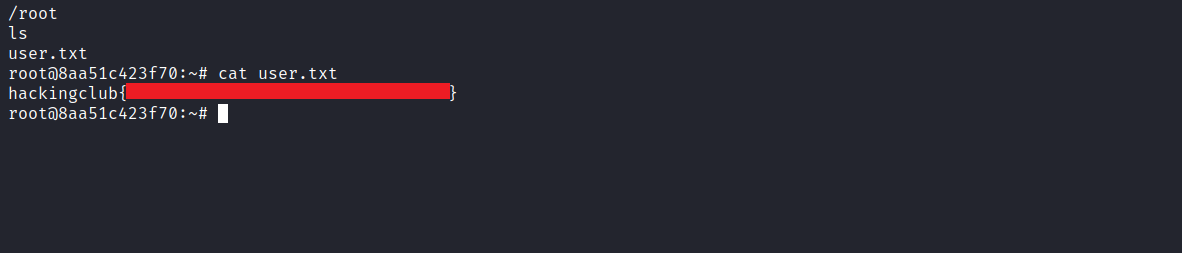 /root
ls
user.txt
root@8aa51c423f70:~# cat user.txt
hackingclub{}
root@8aa51c423f70:~#